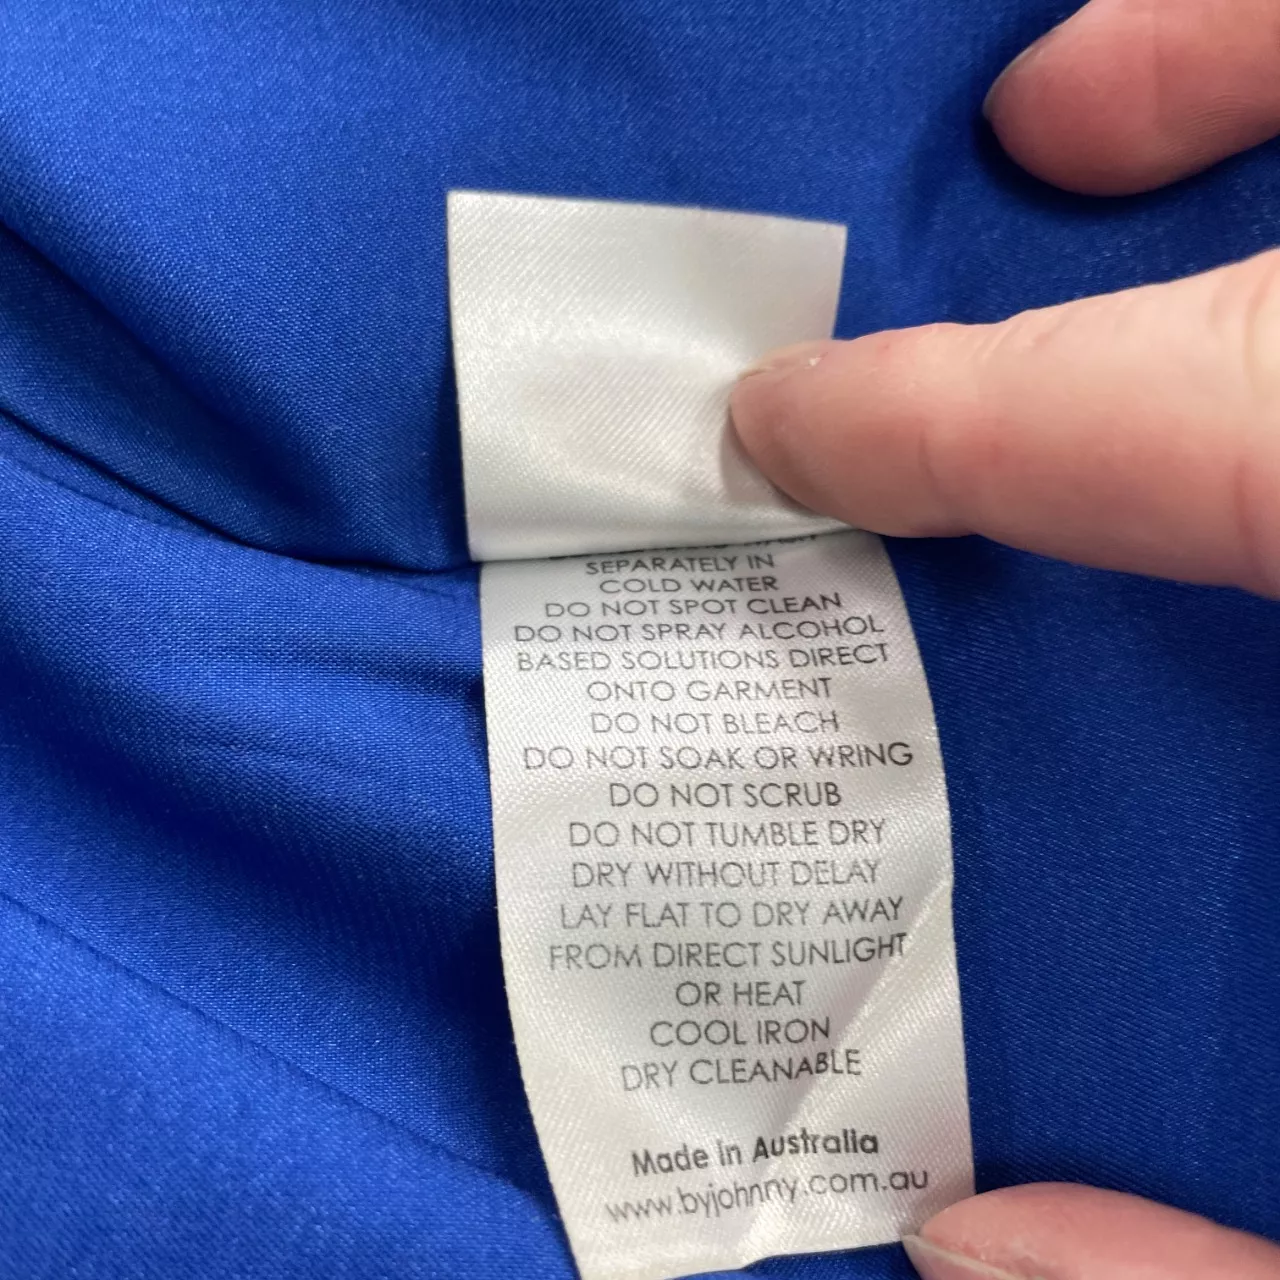 SEPARATELY IN
COLD WATER
DO NOT SPOT CLEAN
DO NOT SPRAY ALCOHOL
BASED SOLUTIONS DIRECT
ONTO GARMENT
DO NOT BLEACH
DO NOT SOAK OR WRING
DO NOT SCRUB
DO NOT TUMBLE DRY
DRY WITHOUT DELAY
LAY FLAT TO DRY AWAY
FROM DIRECT SUNLIGHT
OR HEAT
COOL IRON
DRY CLEANABLE
Made In Australia
www.byjohnny.com.au